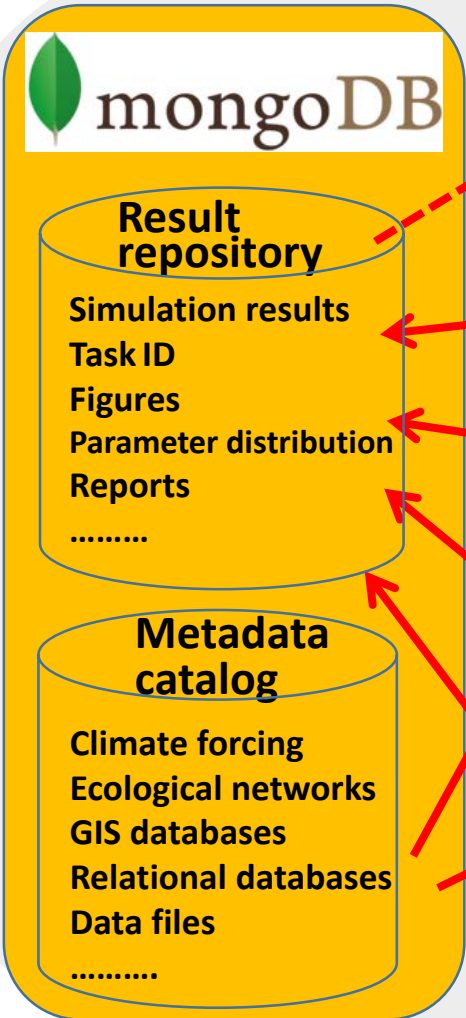 mongoDB
Result
repository
Simulation results
Task ID
Figures
Parameter distribution
Reports
………
Metadata
catalog
Climate forcing
Ecological networks
GIS databases
Relational databases
Data files
……….